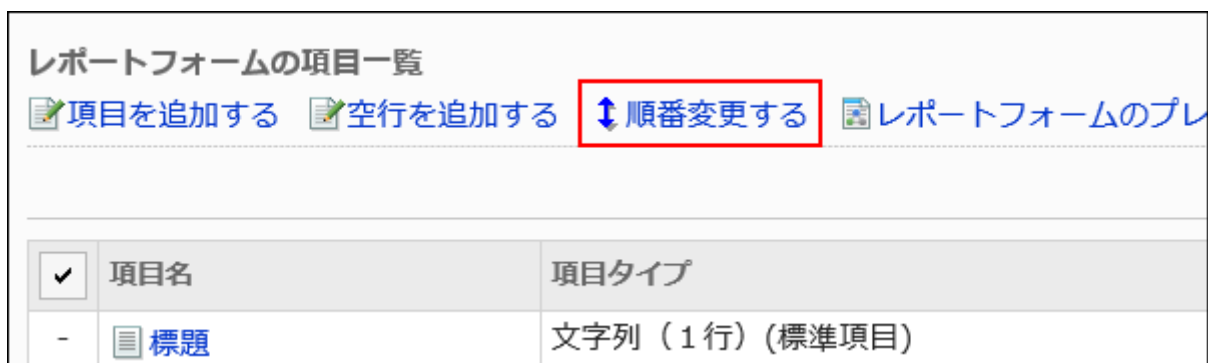 レポートフォームの項目一覧
項目を追加する 空行を追加する 順番変更する レポートフォームのプレ
項目名 項目タイプ
- 標題 文字列（１行）(標準項目)